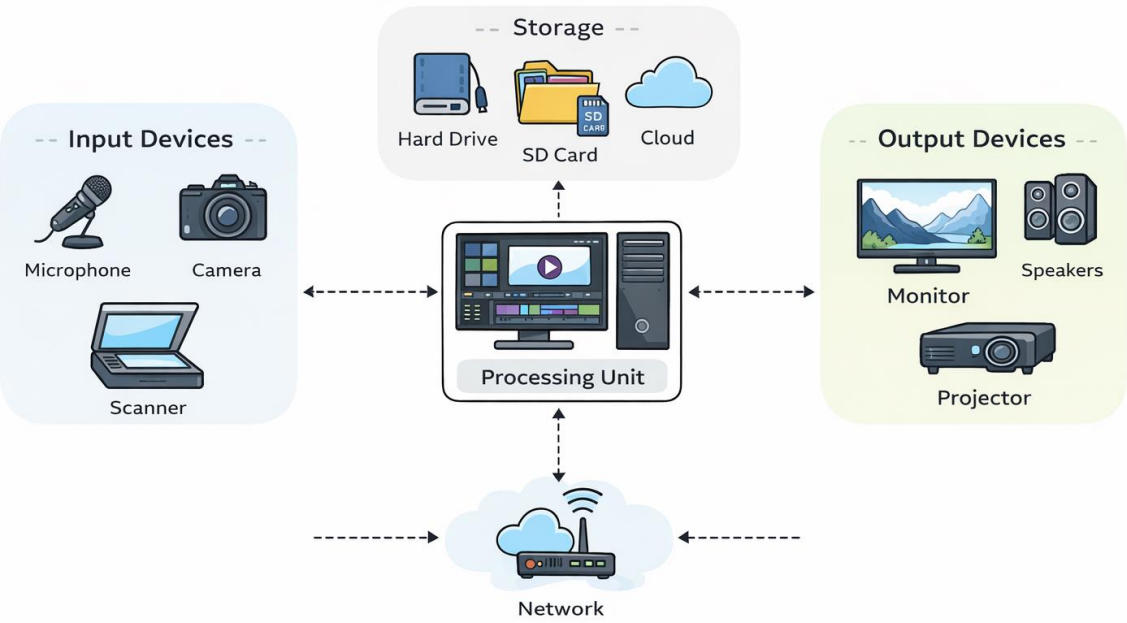 Storage
Hard Drive
SD
CARG
SD Card
Cloud
Input Devices
Microphone
Camera
Scanner
Processing Unit
Output Devices
Monitor
Speakers
Projector
Network